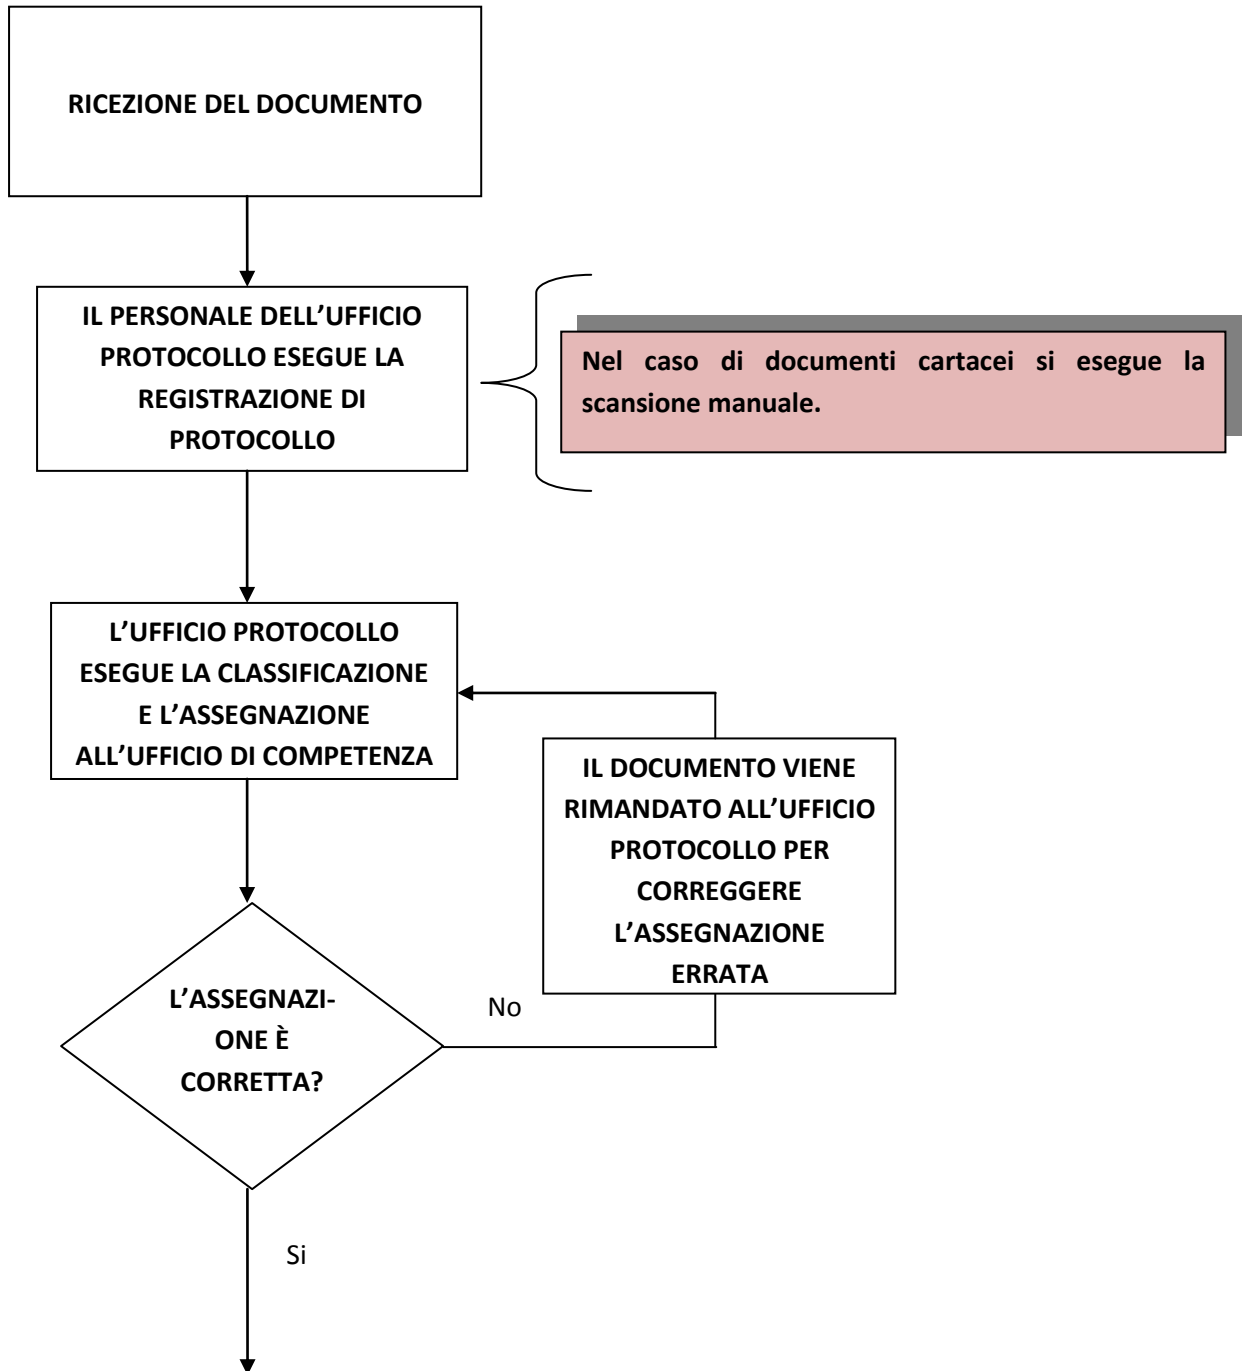 RICEZIONE DEL DOCUMENTO
IL PERSONALE DELL’UFFICIO
PROTOCOLLO ESEGUE LA
REGISTRAZIONE DI
PROTOCOLLO
Nel caso di documenti cartacei si esegue la
scansione manuale.
L’UFFICIO PROTOCOLLO
ESEGUE LA CLASSIFICAZIONE
E L’ASSEGNAZIONE
ALL’UFFICIO DI COMPETENZA
IL DOCUMENTO VIENE
RIMANDATO ALL’UFFICIO
PROTOCOLLO PER
CORREGGERE
L’ASSEGNAZIONE
ERRATA
L’ASSEGNAZI-
ONE È
CORRETTA?
No
Si